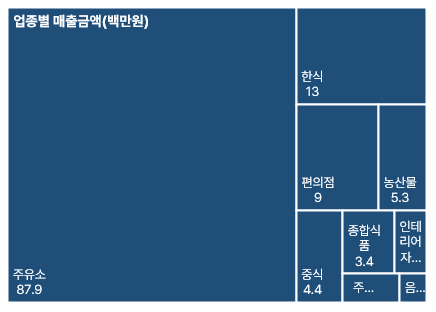 업종별 매출금액(백만원)
주유소
87.9
한식
13
편의점
9
농산물
5.3
중식
4.4
종합식
품
3.4
인테
리어
자...
주...
음...